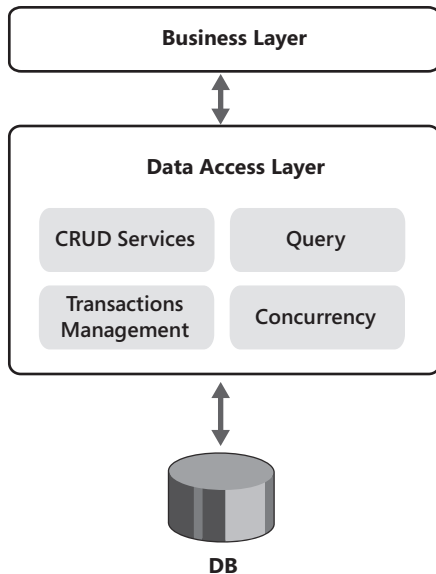 Business Layer
Data Access Layer
CRUD Services
Query
Transactions
Management
Concurrency
DB